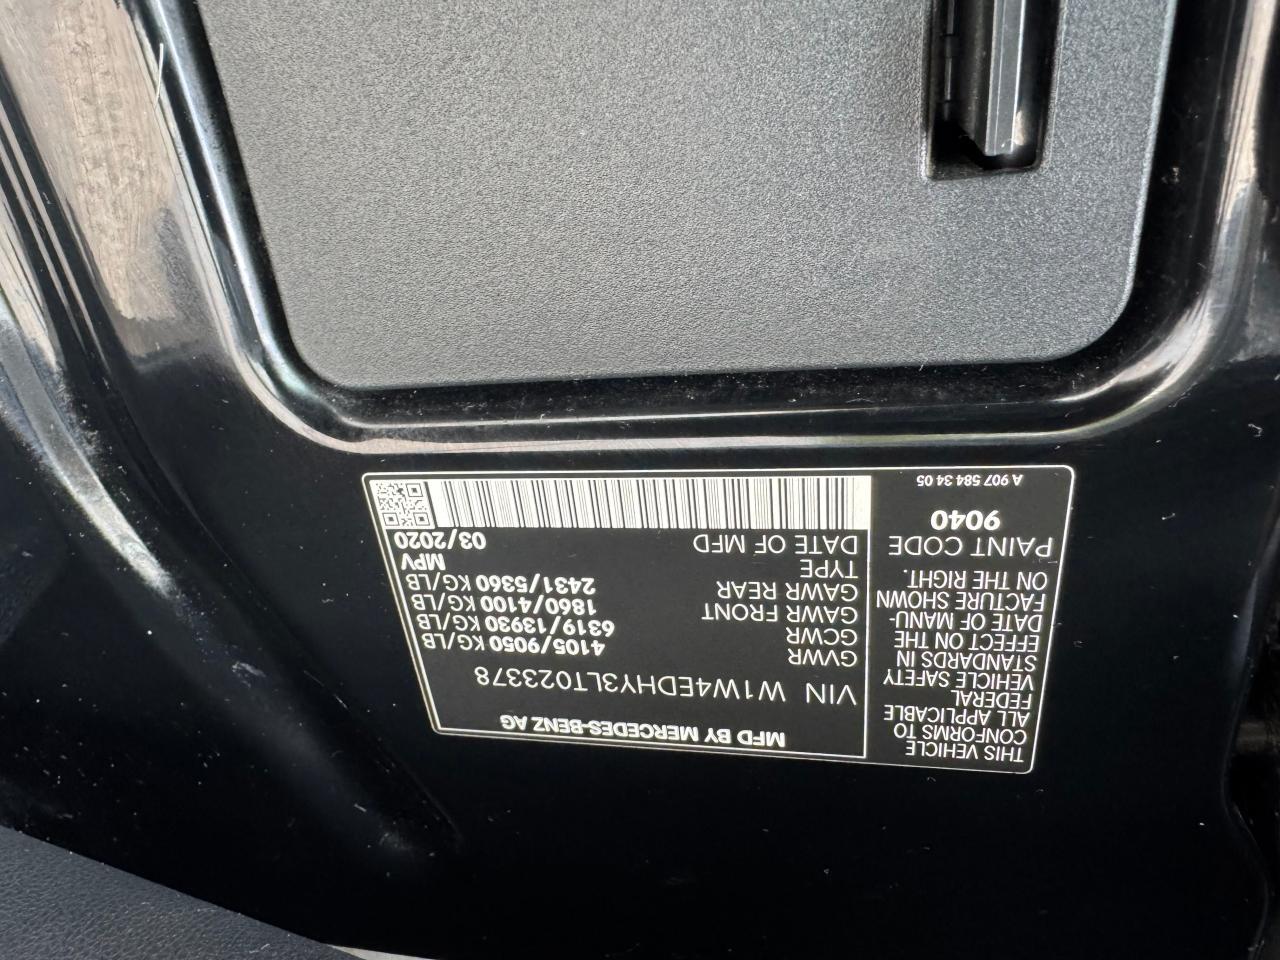 MFD BY MERCEDES-BENZ AG
VIN W1W4EDHY3LT023378
GVWR 4105/9050 KG/LB
GCWR 6319/13930 KG/LB
GAWR FRONT 1860/4100 KG/LB
GAWR REAR 2431/5360 KG/LB
TYPE MPV
DATE OF MFD 03/2020
THIS VEHICLE
CONFORMS TO
ALL APPLICABLE
FEDERAL
VEHICLE SAFETY
STANDARDS IN
EFFECT ON THE
DATE OF MANU-
FACTURE SHOWN
ON THE RIGHT.
PAINT CODE
9040
A 907 584 34 05